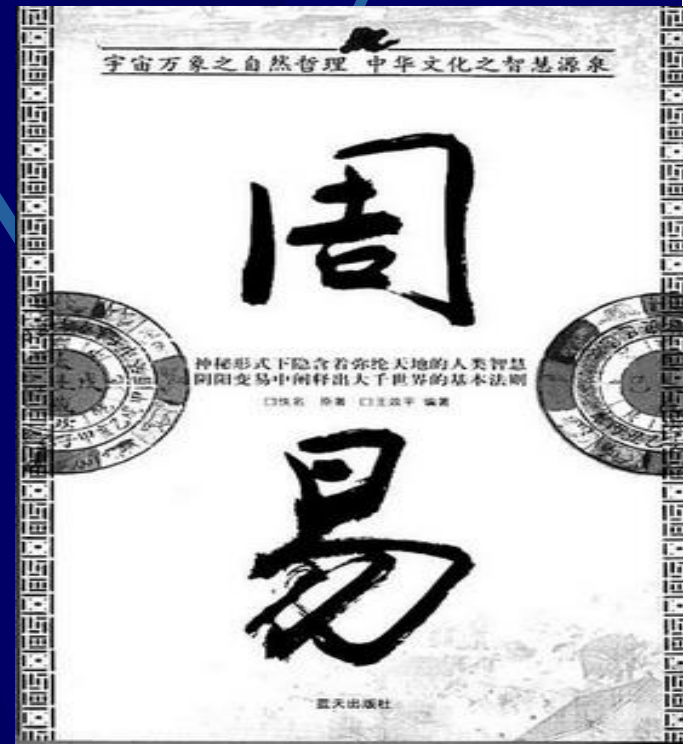 宇宙万象之自然哲理 中华文化之智慧源泉
周
神秘形式下隐含着弥纶天地的人类智慧
阴阳变易中阐释出大千世界的基本法则
口佚名 原著 口王效平 编著
易
蓝天出版社